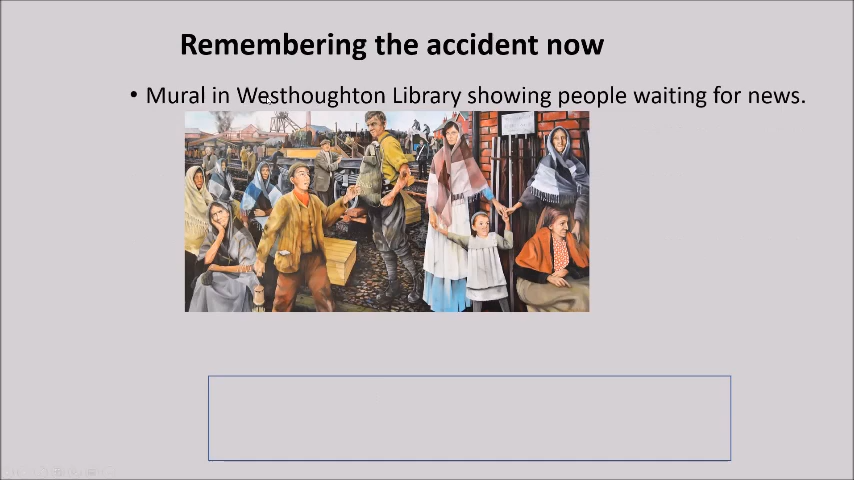 Remembering the accident now
• Mural in Westhoughton Library showing people waiting for news.